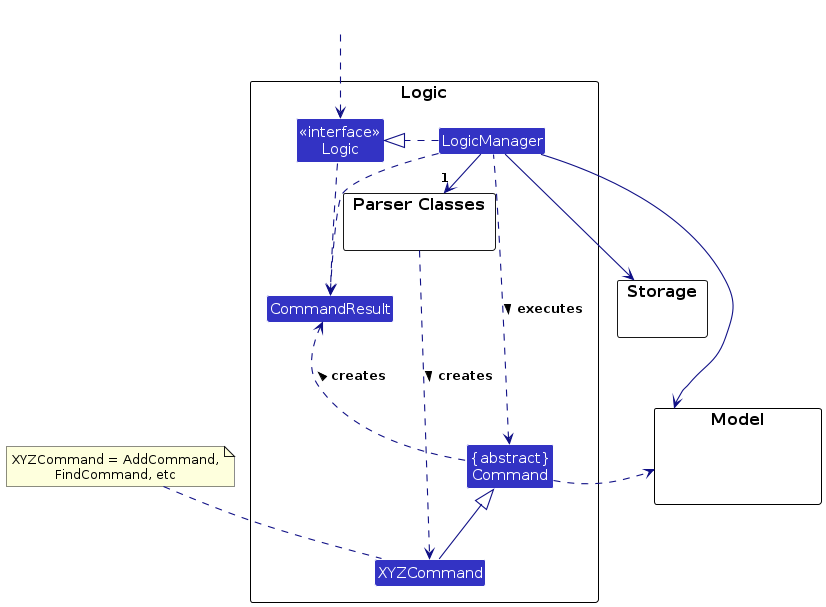 Logic
«interface»
Logic
LogicManager
1
Parser Classes
Storage
CommandResult
executes
creates
creates
Model
XYZCommand = AddCommand,
FindCommand, etc
{abstract}
Command
XYZCommand